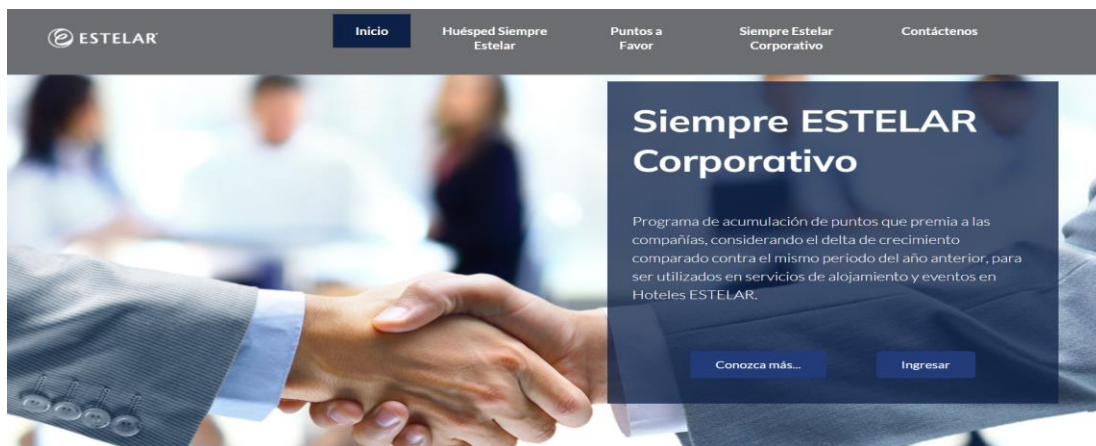 ESTELAR
Inicio
Huésped Siempre
Estelar
Puntos a
Favor
Siempre Estelar
Corporativo
Contáctenos
Siempre ESTELAR
Corporativo
Programa de acumulación de puntos que premia a las
compañías, considerando el delta de crecimiento
comparado contra el mismo periodo del año anterior, para
ser utilizados en servicios de alojamiento y eventos en
Hoteles ESTELAR.
Conozca más...
Ingresar